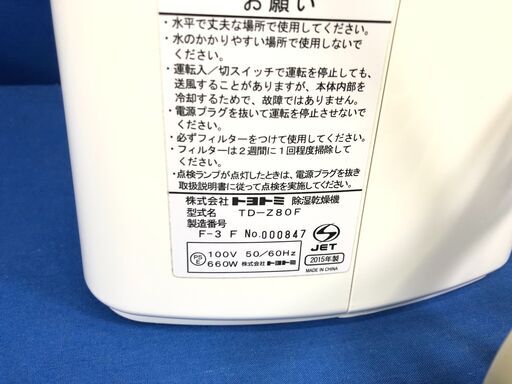 お願い
・水平で丈夫な場所で使用してください。
・水のかかりやすい場所で使用しないで
ください。
・運転入/切スイッチで運転を停止しても、
送風することがありますが、本体内部を
冷却するためで、故障ではありません。
・電源プラグを抜いて運転を停止させないで
ください。
・必ずフィルターをつけて使用してください。
・フィルターは2週間に1回程度掃除して
ください。
・点検ランプが点灯したときは、電源プラグを抜き
取扱説明書に従って点検を実施してください。
株式会社トヨトミ 除湿乾燥機
型式名 TD-Z80F
製造番号
F-3 F No.000847
PSE 100V 50/60Hz
660W 株式会社トヨトミ
JET
2015年製
MADE IN CHINA